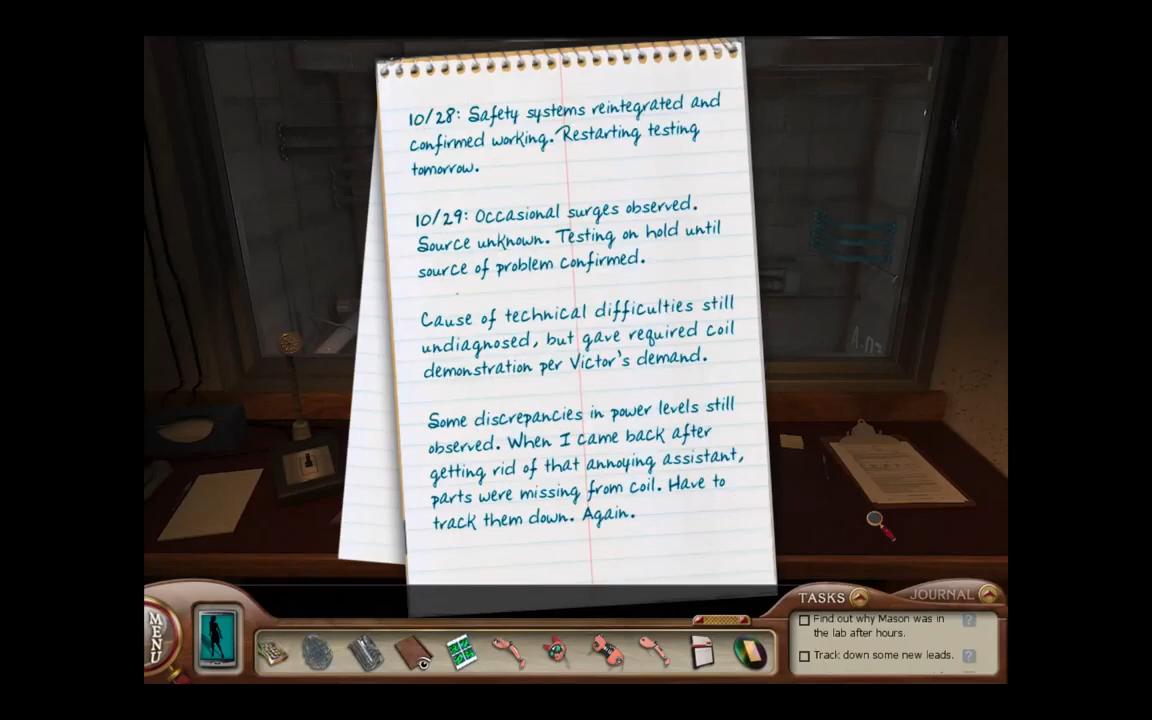 10/28: Safety systems reintegrated and
confirmed working. Restarting testing
tomorrow.
10/29: Occasional surges observed.
Source unknown. Testing on hold until
source of problem confirmed.
Cause of technical difficulties still
undiagnosed, but gave required coil
demonstration per Victor's demand.
Some discrepancies in power levels still
observed. When I came back after
getting rid of that annoying assistant,
parts were missing from coil. Have to
track them down. Again.
MENU
TASKS
JOURNAL
Find out why Mason was in
the lab after hours.
?
Track down some new leads.
?